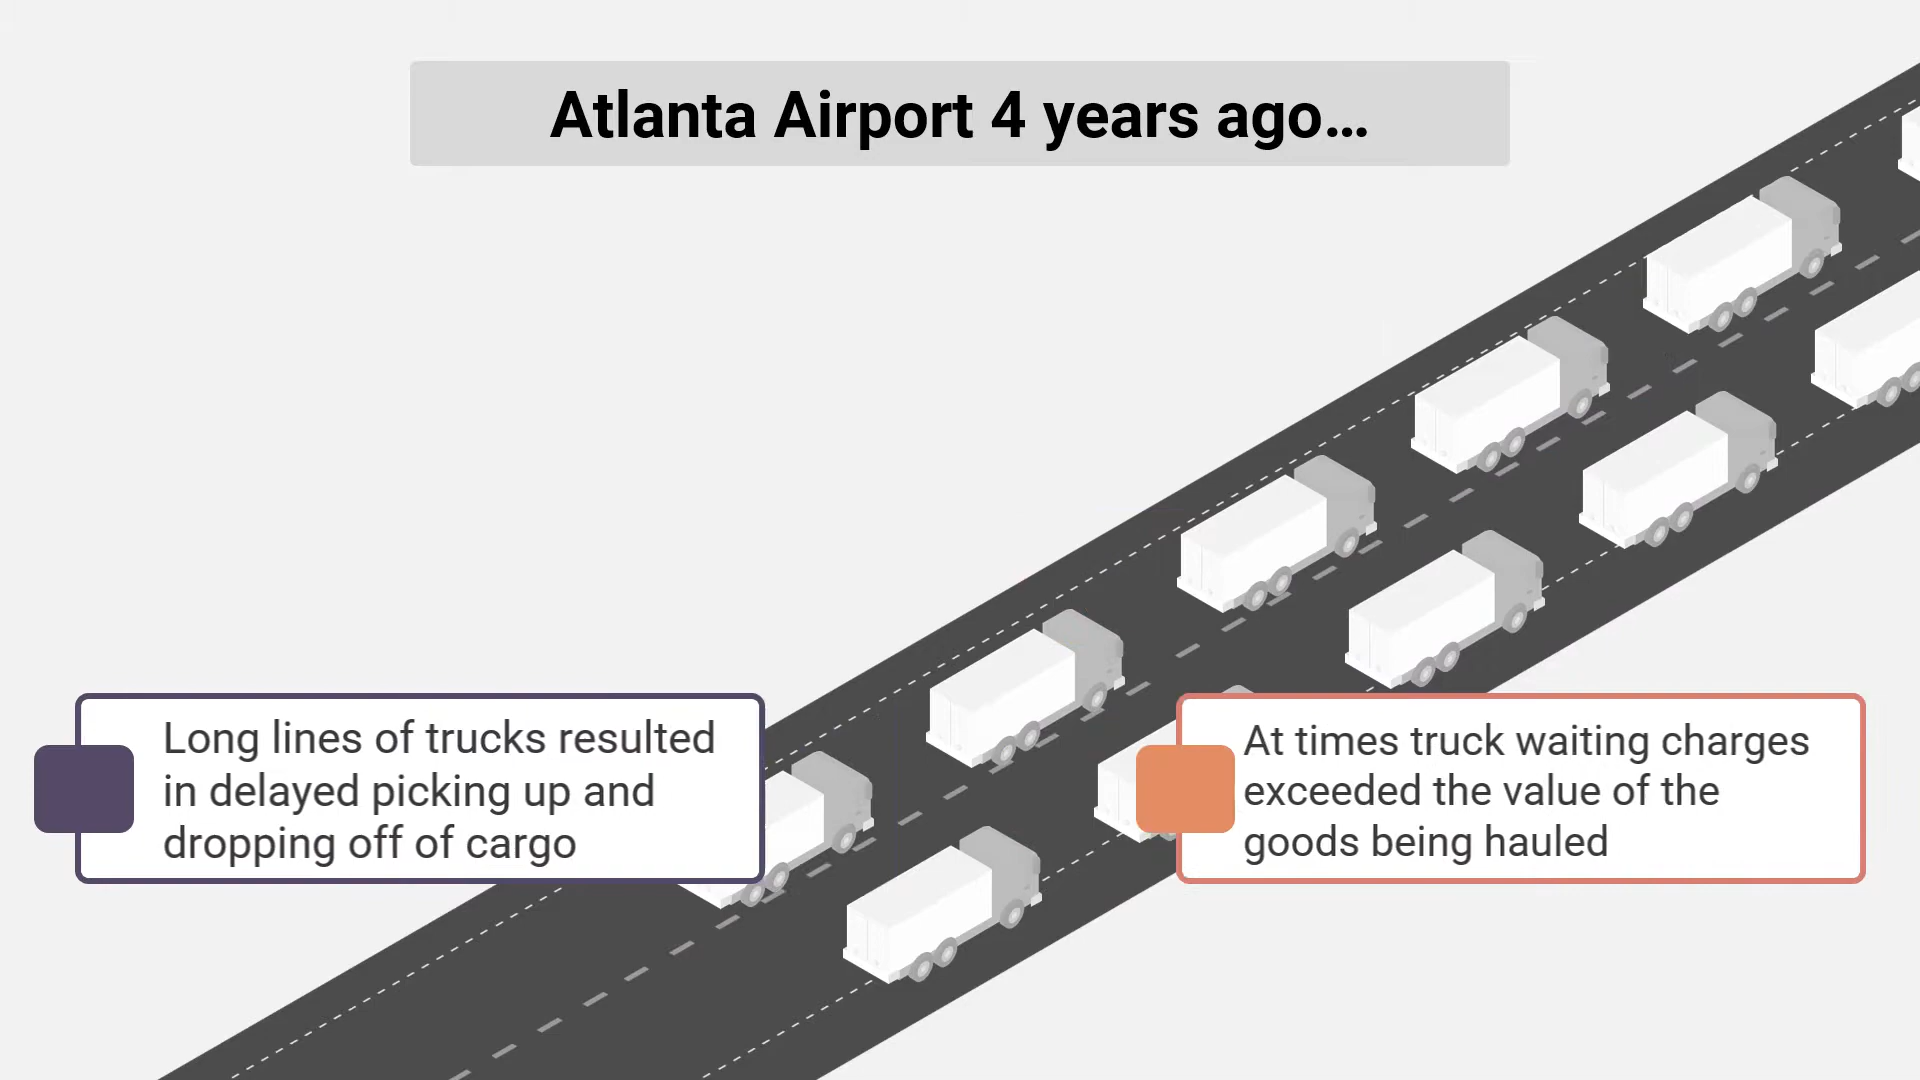 Atlanta Airport 4 years ago...
Long lines of trucks resulted
in delayed picking up and
dropping off of cargo
At times truck waiting charges
exceeded the value of the
goods being hauled